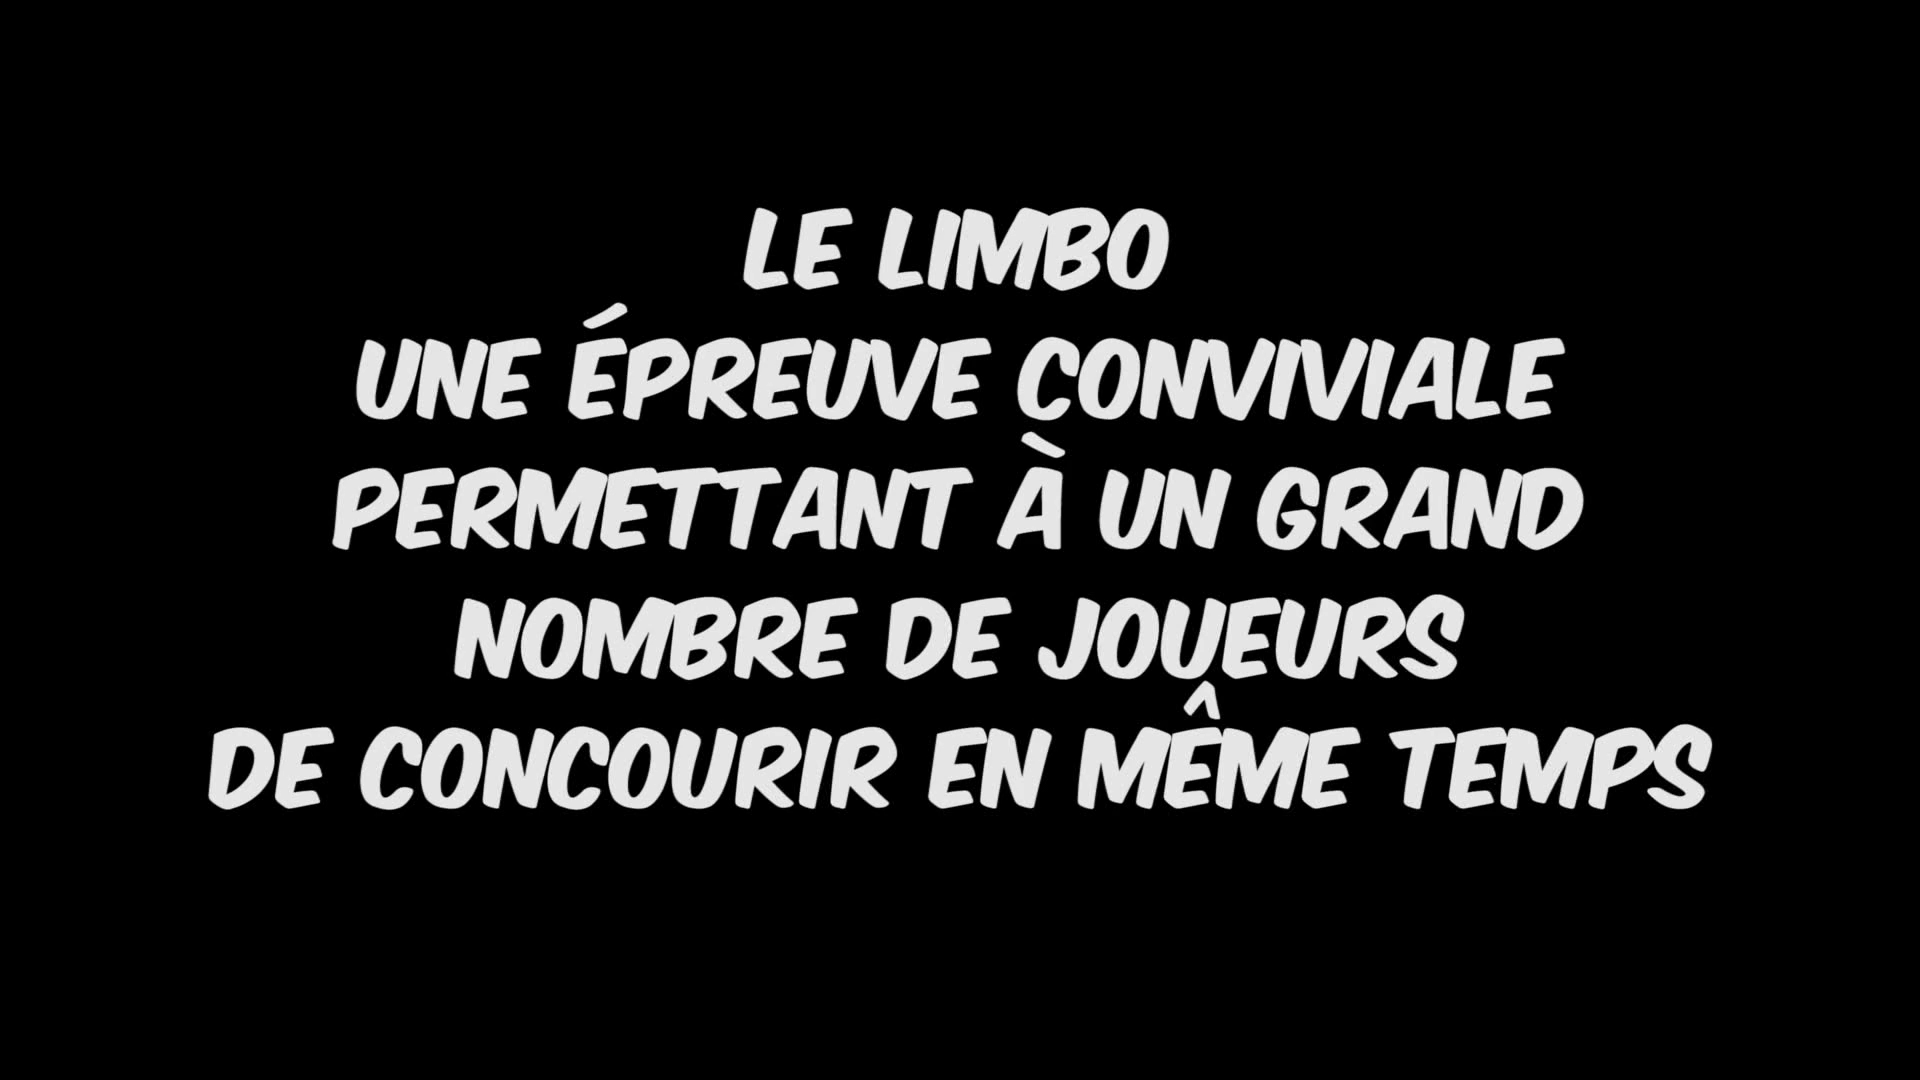 LE LIMBO
UNE ÉPREUVE CONVIVIALE
PERMETTANT À UN GRAND
NOMBRE DE JOUEURS
DE CONCOURIR EN MÊME TEMPS